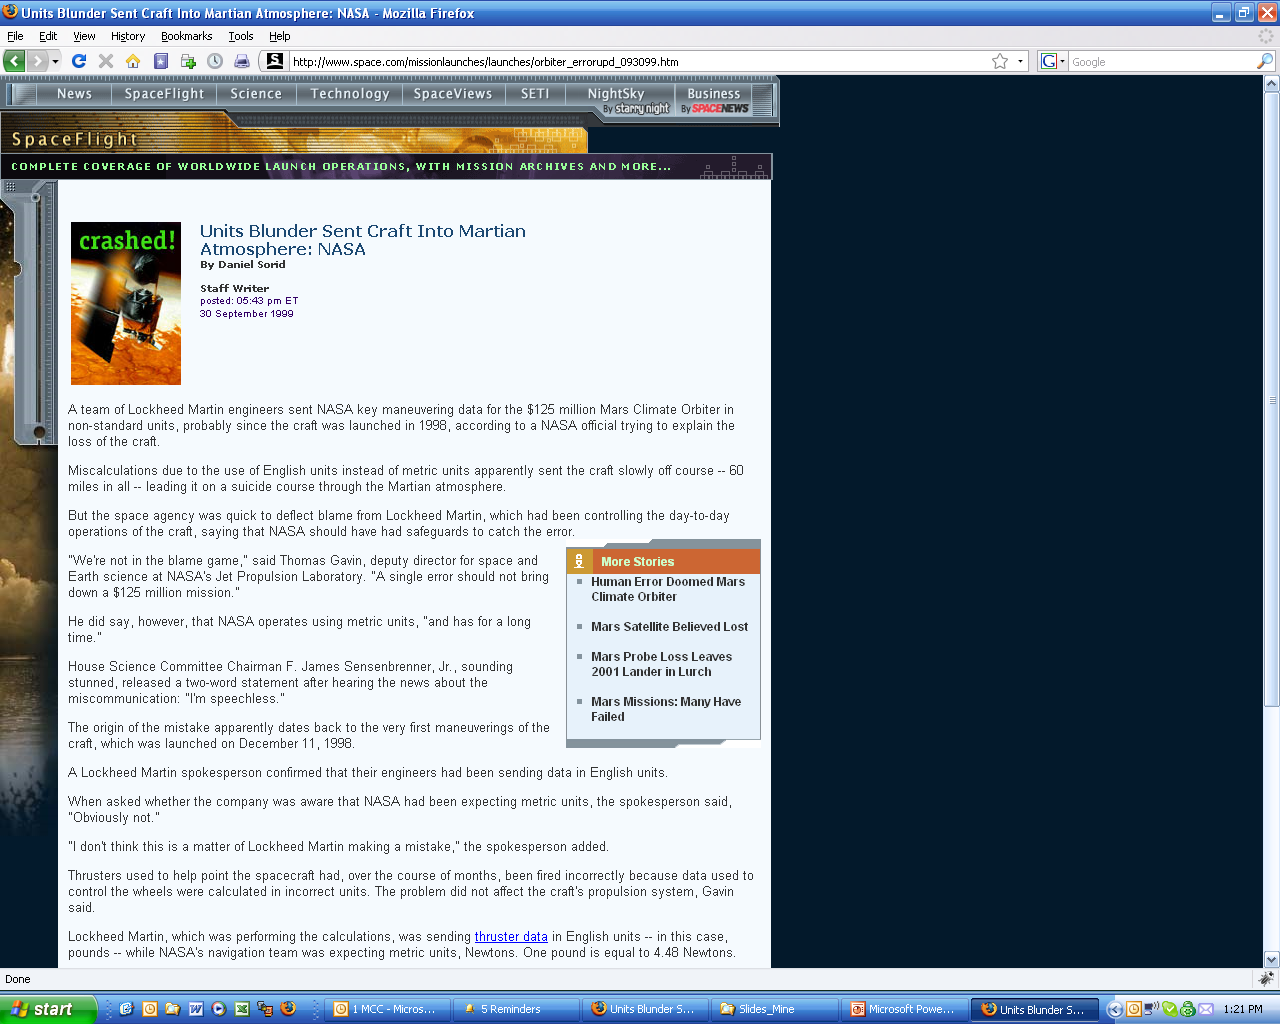 Units Blunder Sent Craft Into Martian Atmosphere: NASA - Mozilla Firefox
File Edit View History Bookmarks Tools Help
http://www.space.com/missionlaunches/launches/orbiter_errorupd_093099.htm
Google
News SpaceFlight Science Technology SpaceViews SETI NightSky Business
By starry night By SPACENEWS
SpaceFlight
COMPLETE COVERAGE OF WORLDWIDE LAUNCH OPERATIONS, WITH MISSION ARCHIVES AND MORE...
crashed!
Units Blunder Sent Craft Into Martian
Atmosphere: NASA
By Daniel Sorid
Staff Writer
posted: 05:43 pm ET
30 September 1999
A team of Lockheed Martin engineers sent NASA key maneuvering data for the $125 million Mars Climate Orbiter in
non-standard units, probably since the craft was launched in 1998, according to a NASA official trying to explain the
loss of the craft.
Miscalculations due to the use of English units instead of metric units apparently sent the craft slowly off course -- 60
miles in all -- leading it on a suicide course through the Martian atmosphere.
But the space agency was quick to deflect blame from Lockheed Martin, which had been controlling the day-to-day
operations of the craft, saying that NASA should have had safeguards to catch the error.
"We're not in the blame game," said Thomas Gavin, deputy director for space and
Earth science at NASA's Jet Propulsion Laboratory. "A single error should not bring
down a $125 million mission."
He did say, however, that NASA operates using metric units, "and has for a long
time."
House Science Committee Chairman F. James Sensenbrenner, Jr., sounding
stunned, released a two-word statement after hearing the news about the
miscommunication: "I'm speechless."
The origin of the mistake apparently dates back to the very first maneuverings of the
craft, which was launched on December 11, 1998.
More Stories
Human Error Doomed Mars
Climate Orbiter
Mars Satellite Believed Lost
Mars Probe Loss Leaves
2001 Lander in Lurch
Mars Missions: Many Have
Failed
A Lockheed Martin spokesperson confirmed that their engineers had been sending data in English units.
When asked whether the company was aware that NASA had been expecting metric units, the spokesperson said,
"Obviously not."
"I don't think this is a matter of Lockheed Martin making a mistake," the spokesperson added.
Thrusters used to help point the spacecraft had, over the course of months, been fired incorrectly because data used to
control the wheels were calculated in incorrect units. The problem did not affect the craft's propulsion system, Gavin
said.
Lockheed Martin, which was performing the calculations, was sending thruster data in English units -- in this case,
pounds -- while NASA's navigation team was expecting metric units, Newtons. One pound is equal to 4.48 Newtons.
Done
start 1 MCC - Micros... 5 Reminders Units Blunder S... Slides_Mine Microsoft Powe... Units Blunder S... 1:21 PM